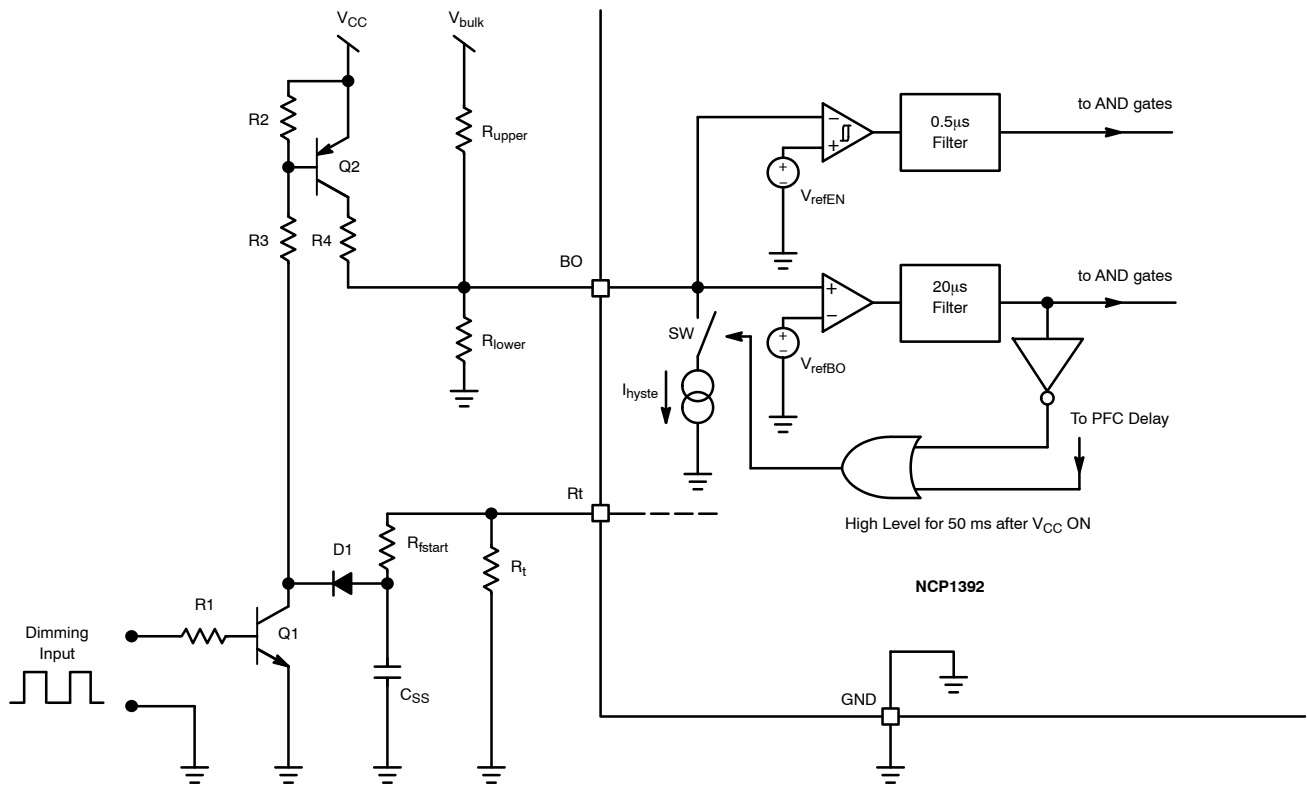 VCC
Vbulk
R2
Q2
Rupper
R3
R4
BO
Rlower
− + 
0.5µs
Filter
to AND gates
+ −
VrefEN
+ −
20µs
Filter
to AND gates
SW
+ −
VrefBO
Ihyste
To PFC Delay
High Level for 50 ms after VCC ON
Rt
Rfstart
Rt
D1
NCP1392
R1
Q1
Dimming
Input
CSS
GND